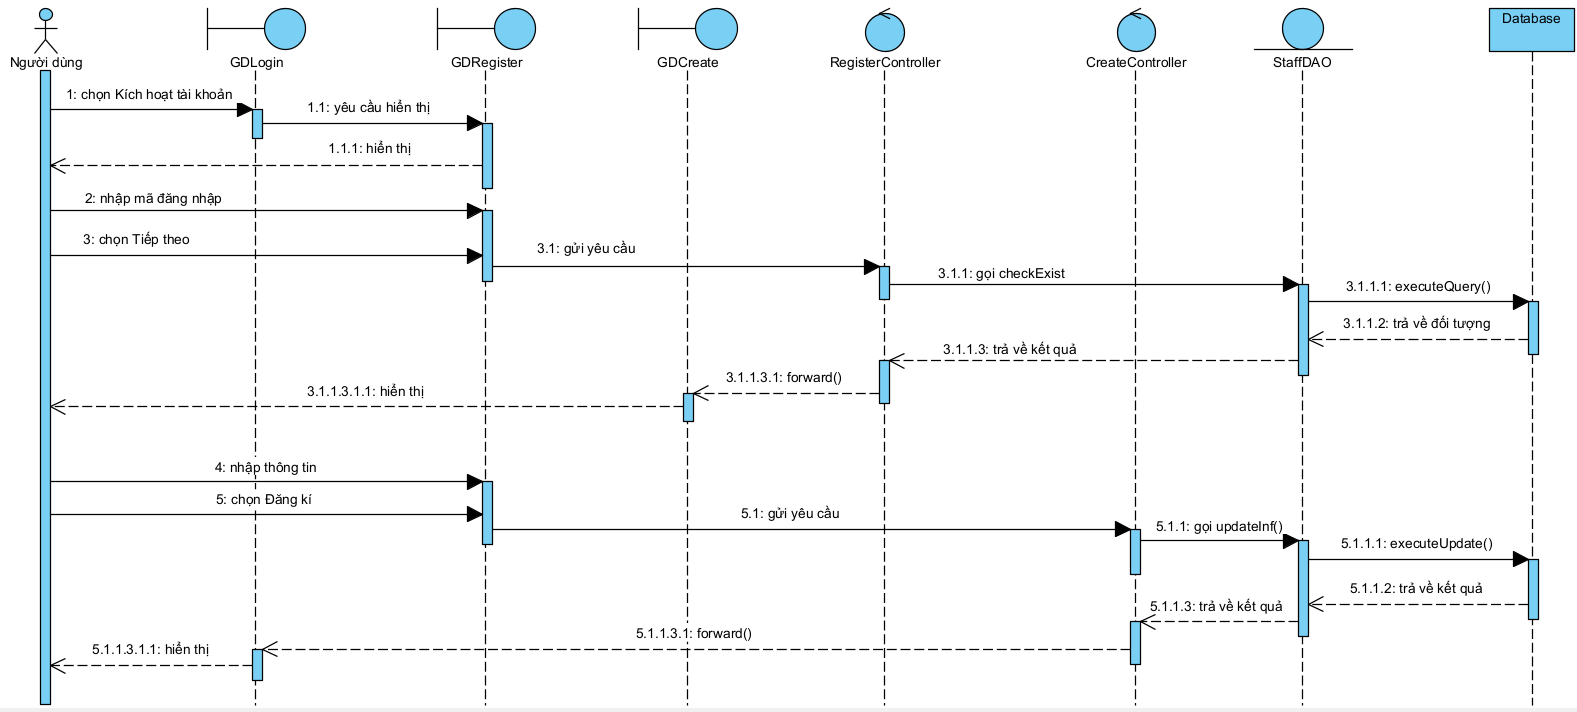 Database
Người dùng
GDLogin
GDRegister
GDCreate
RegisterController
CreateController
StaffDAO
1: chọn Kích hoạt tài khoản
1.1: yêu cầu hiển thị
1.1.1: hiển thị
2: nhập mã đăng nhập
3: chọn Tiếp theo
3.1: gửi yêu cầu
3.1.1: gọi checkExist
3.1.1.1: executeQuery()
3.1.1.2: trả về đối tượng
3.1.1.3: trả về kết quả
3.1.1.3.1: forward()
3.1.1.3.1.1: hiển thị
4: nhập thông tin
5: chọn Đăng kí
5.1: gửi yêu cầu
5.1.1: gọi updateInf()
5.1.1.1: executeUpdate()
5.1.1.2: trả về kết quả
5.1.1.3: trả về kết quả
5.1.1.3.1: forward()
5.1.1.3.1.1: hiển thị